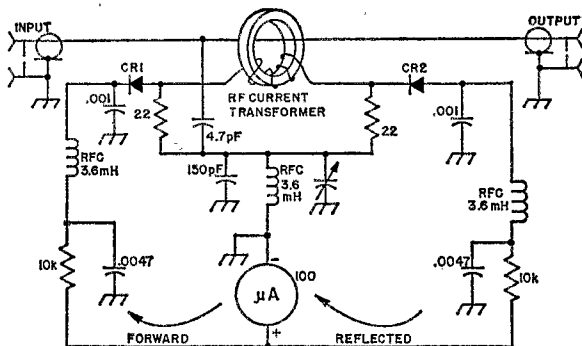 INPUT
OUTPUT
CR1
RF CURRENT
TRANSFORMER
CR2
.001
22
4.7pF
22
.001
RFC
3.6mH
150pF
RFC
3.6
mH
RFC
3.6mH
10k
.0047
-
100
μA
+
.0047
10k
FORWARD
REFLECTED